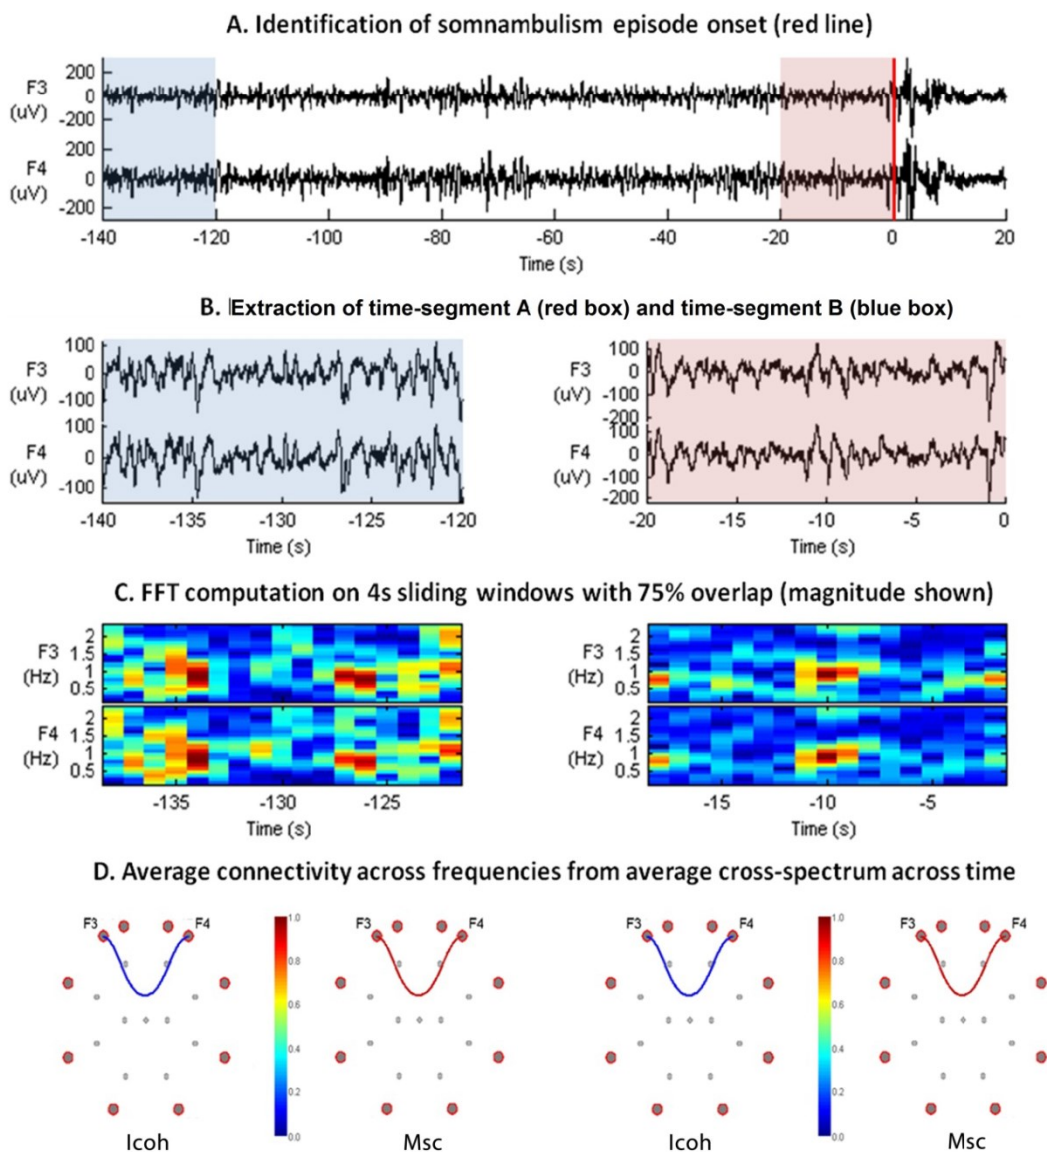 A. Identification of somnambulism episode onset (red line)
F3
(uV)
200
0
-200
F4
(uV)
200
0
-200
-140 -120 -100 -80 -60 -40 -20 0 20
Time (s)
B. Extraction of time-segment A (red box) and time-segment B (blue box)
F3
(uV)
100
0
-100
F4
(uV)
100
0
-100
-140 -135 -130 -125 -120
Time (s)
F3
(uV)
100
0
-100
-200
F4
(uV)
100
0
-100
-200
-20 -15 -10 -5 0
Time (s)
C. FFT computation on 4s sliding windows with 75% overlap (magnitude shown)
F3
(Hz)
2
1.5
1
0.5
F4
(Hz)
2
1.5
1
0.5
-135 -130 -125
Time (s)
F3
(Hz)
2
1.5
1
0.5
F4
(Hz)
2
1.5
1
0.5
-15 -10 -5
Time (s)
D. Average connectivity across frequencies from average cross-spectrum across time
F3 F4
1.0
0.8
0.6
0.4
0.2
0.0
F3 F4
F3 F4
1.0
0.8
0.6
0.4
0.2
0.0
F3 F4
Icoh Msc Icoh Msc